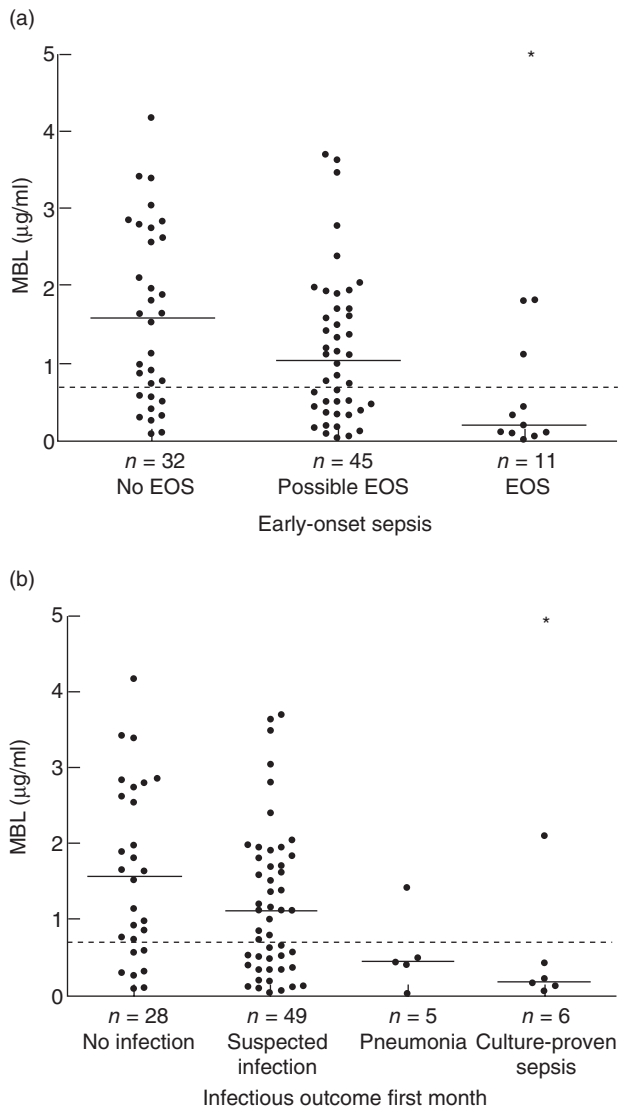 (a)
5
*
4
3
2
1
0
MBL (μg/ml)
n = 32
n = 45
n = 11
No EOS
Possible EOS
EOS
Early-onset sepsis
(b)
5
*
4
3
2
1
0
MBL (μg/ml)
n = 28
n = 49
n = 5
n = 6
No infection
Suspected
infection
Pneumonia
Culture-proven
sepsis
Infectious outcome first month